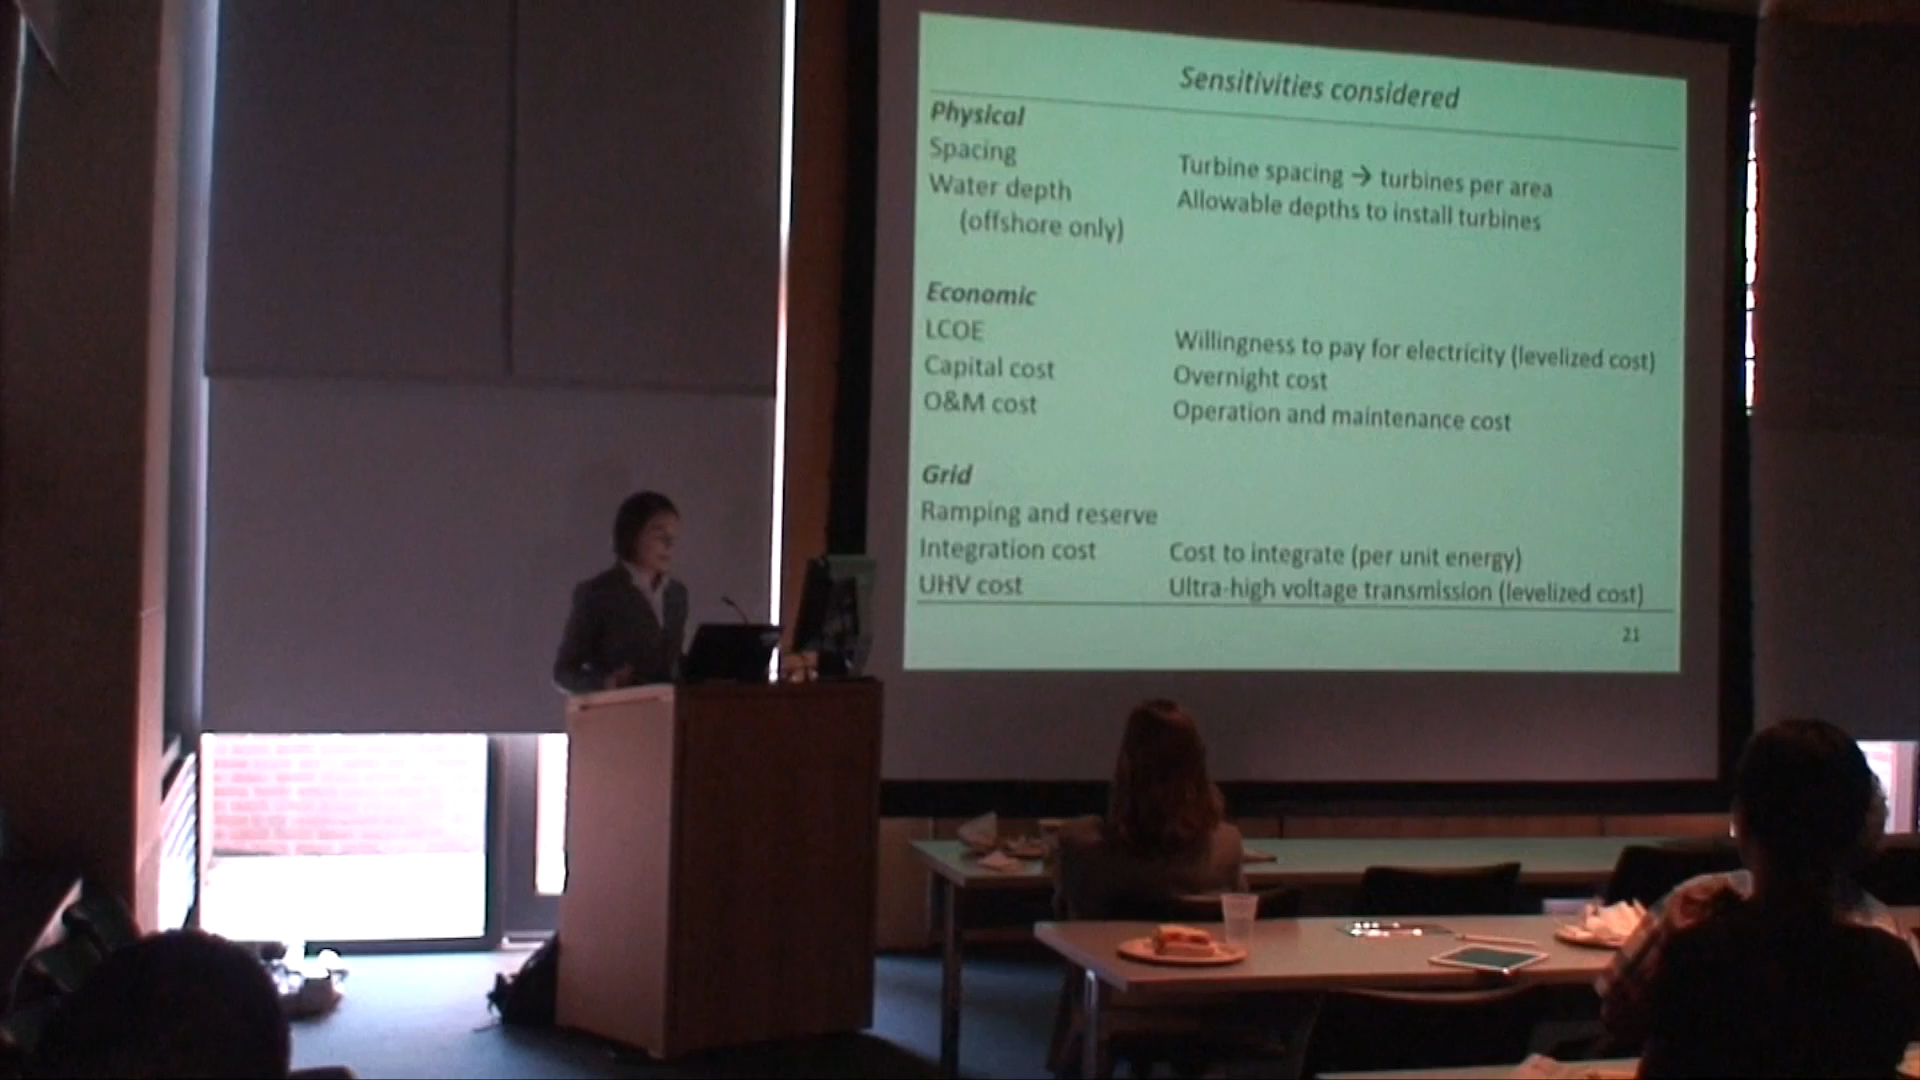 Sensitivities considered
Physical
Spacing Turbine spacing → turbines per area
Water depth Allowable depths to install turbines
(offshore only)
Economic
LCOE Willingness to pay for electricity (levelized cost)
Capital cost Overnight cost
O&M cost Operation and maintenance cost
Grid
Ramping and reserve
Integration cost Cost to integrate (per unit energy)
UHV cost Ultra-high voltage transmission (levelized cost)
21